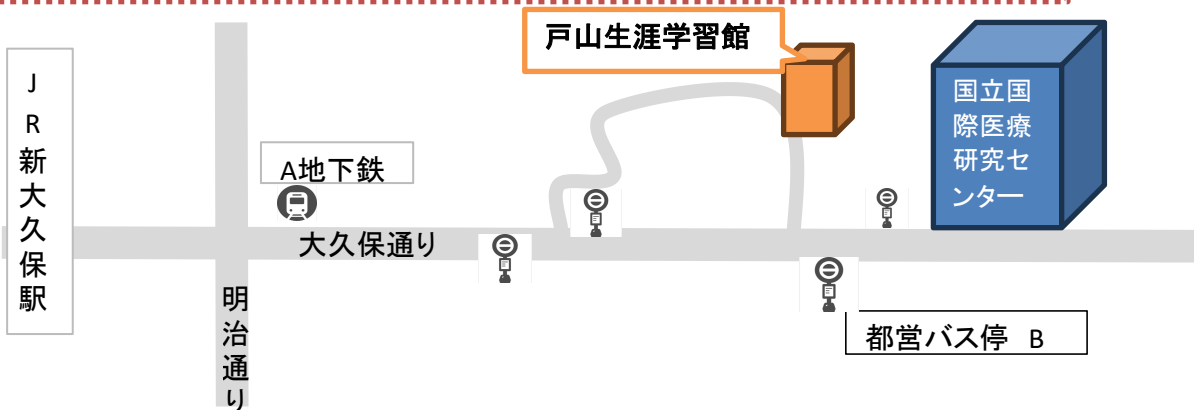 戸山生涯学習館
JR新大久保駅
国立国
際医療
研究セ
ンター
A地下鉄
大久保通り
明治通り
都営バス停 B